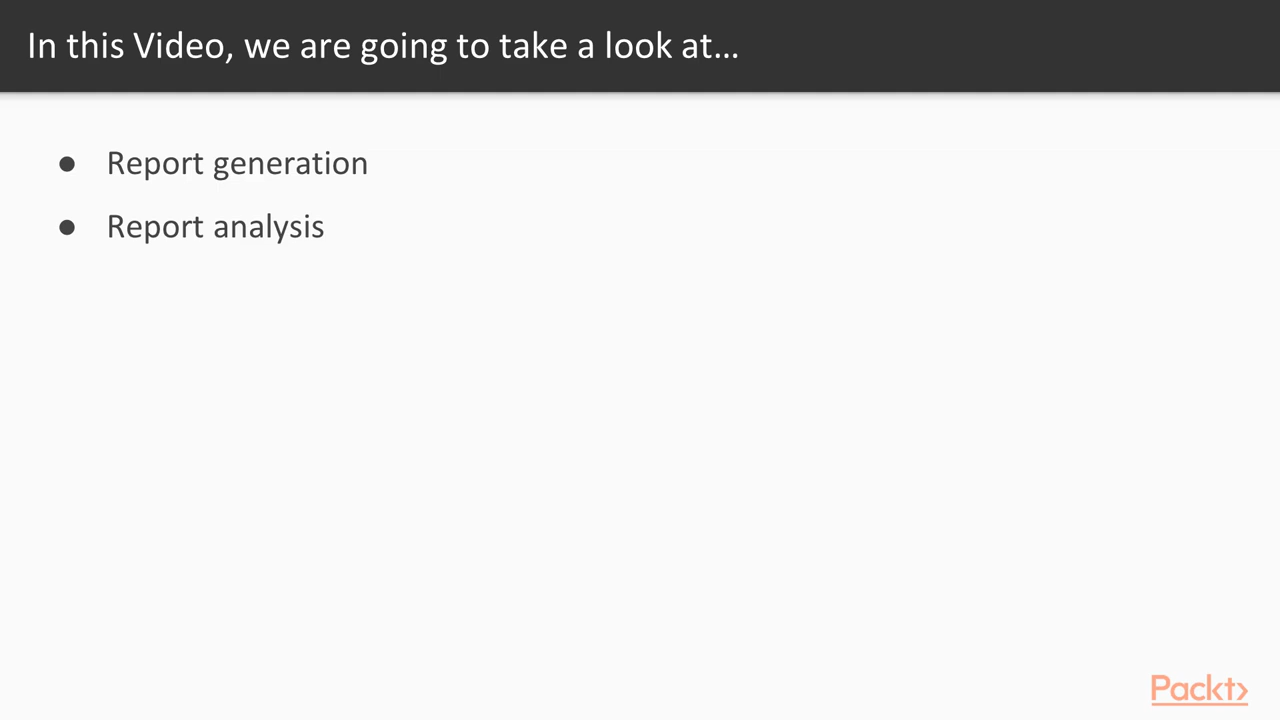 In this Video, we are going to take a look at...
● Report generation
● Report analysis
Packt>